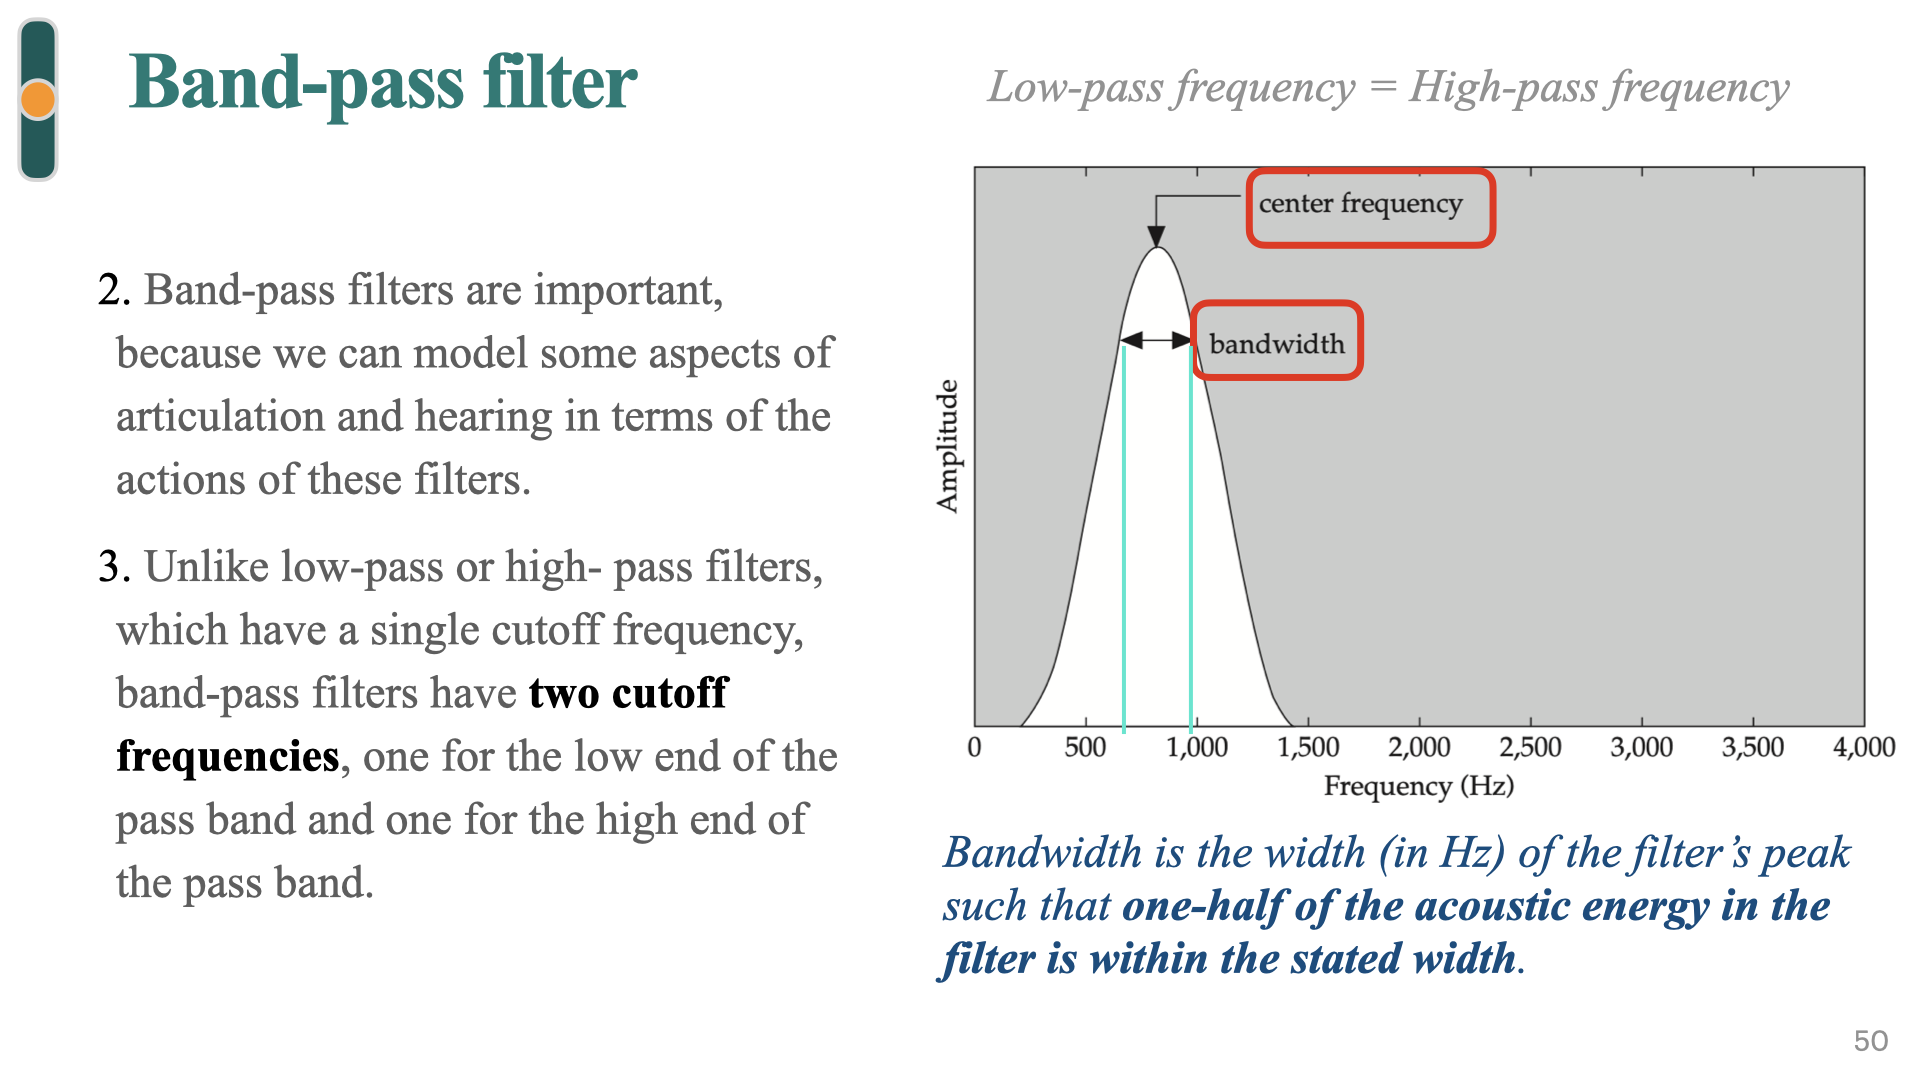 Band-pass filter
Low-pass frequency = High-pass frequency
2. Band-pass filters are important,
because we can model some aspects of
articulation and hearing in terms of the
actions of these filters.
3. Unlike low-pass or high- pass filters,
which have a single cutoff frequency,
band-pass filters have two cutoff
frequencies, one for the low end of the
pass band and one for the high end of
the pass band.
center frequency
bandwidth
Amplitude
0 500 1,000 1,500 2,000 2,500 3,000 3,500 4,000
Frequency (Hz)
Bandwidth is the width (in Hz) of the filter’s peak
such that one-half of the acoustic energy in the
filter is within the stated width.
50